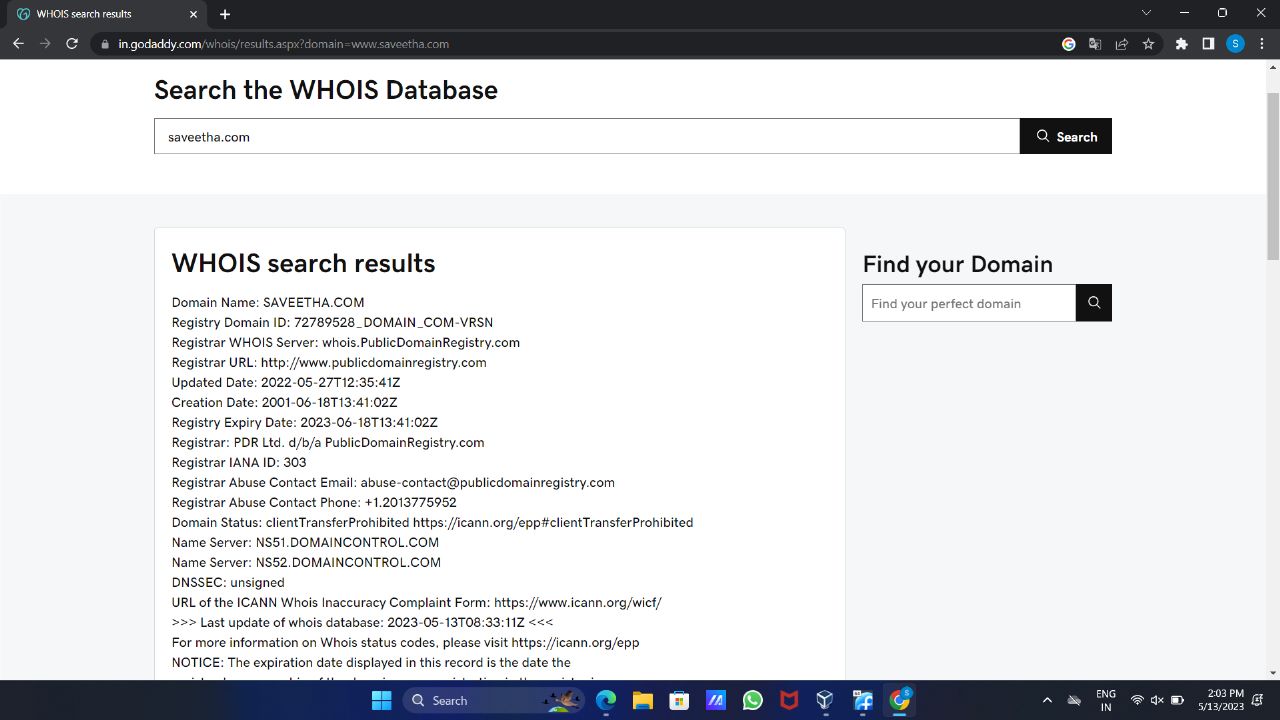 WHOIS search results
in.godaddy.com/whois/results.aspx?domain=www.saveetha.com
S
Search the WHOIS Database
saveetha.com
Search
WHOIS search results
Domain Name: SAVEETHA.COM
Registry Domain ID: 72789528_DOMAIN_COM-VRSN
Registrar WHOIS Server: whois.PublicDomainRegistry.com
Registrar URL: http://www.publicdomainregistry.com
Updated Date: 2022-05-27T12:35:41Z
Creation Date: 2001-06-18T13:41:02Z
Registry Expiry Date: 2023-06-18T13:41:02Z
Registrar: PDR Ltd. d/b/a PublicDomainRegistry.com
Registrar IANA ID: 303
Registrar Abuse Contact Email: abuse-contact@publicdomainregistry.com
Registrar Abuse Contact Phone: +1.2013775952
Domain Status: clientTransferProhibited https://icann.org/epp#clientTransferProhibited
Name Server: NS51.DOMAINCONTROL.COM
Name Server: NS52.DOMAINCONTROL.COM
DNSSEC: unsigned
URL of the ICANN Whois Inaccuracy Complaint Form: https://www.icann.org/wicf/
>>> Last update of whois database: 2023-05-13T08:33:11Z <<<
For more information on Whois status codes, please visit https://icann.org/epp
NOTICE: The expiration date displayed in this record is the date the
Find your Domain
Find your perfect domain
Search
ENG
IN
2:03 PM
5/13/2023